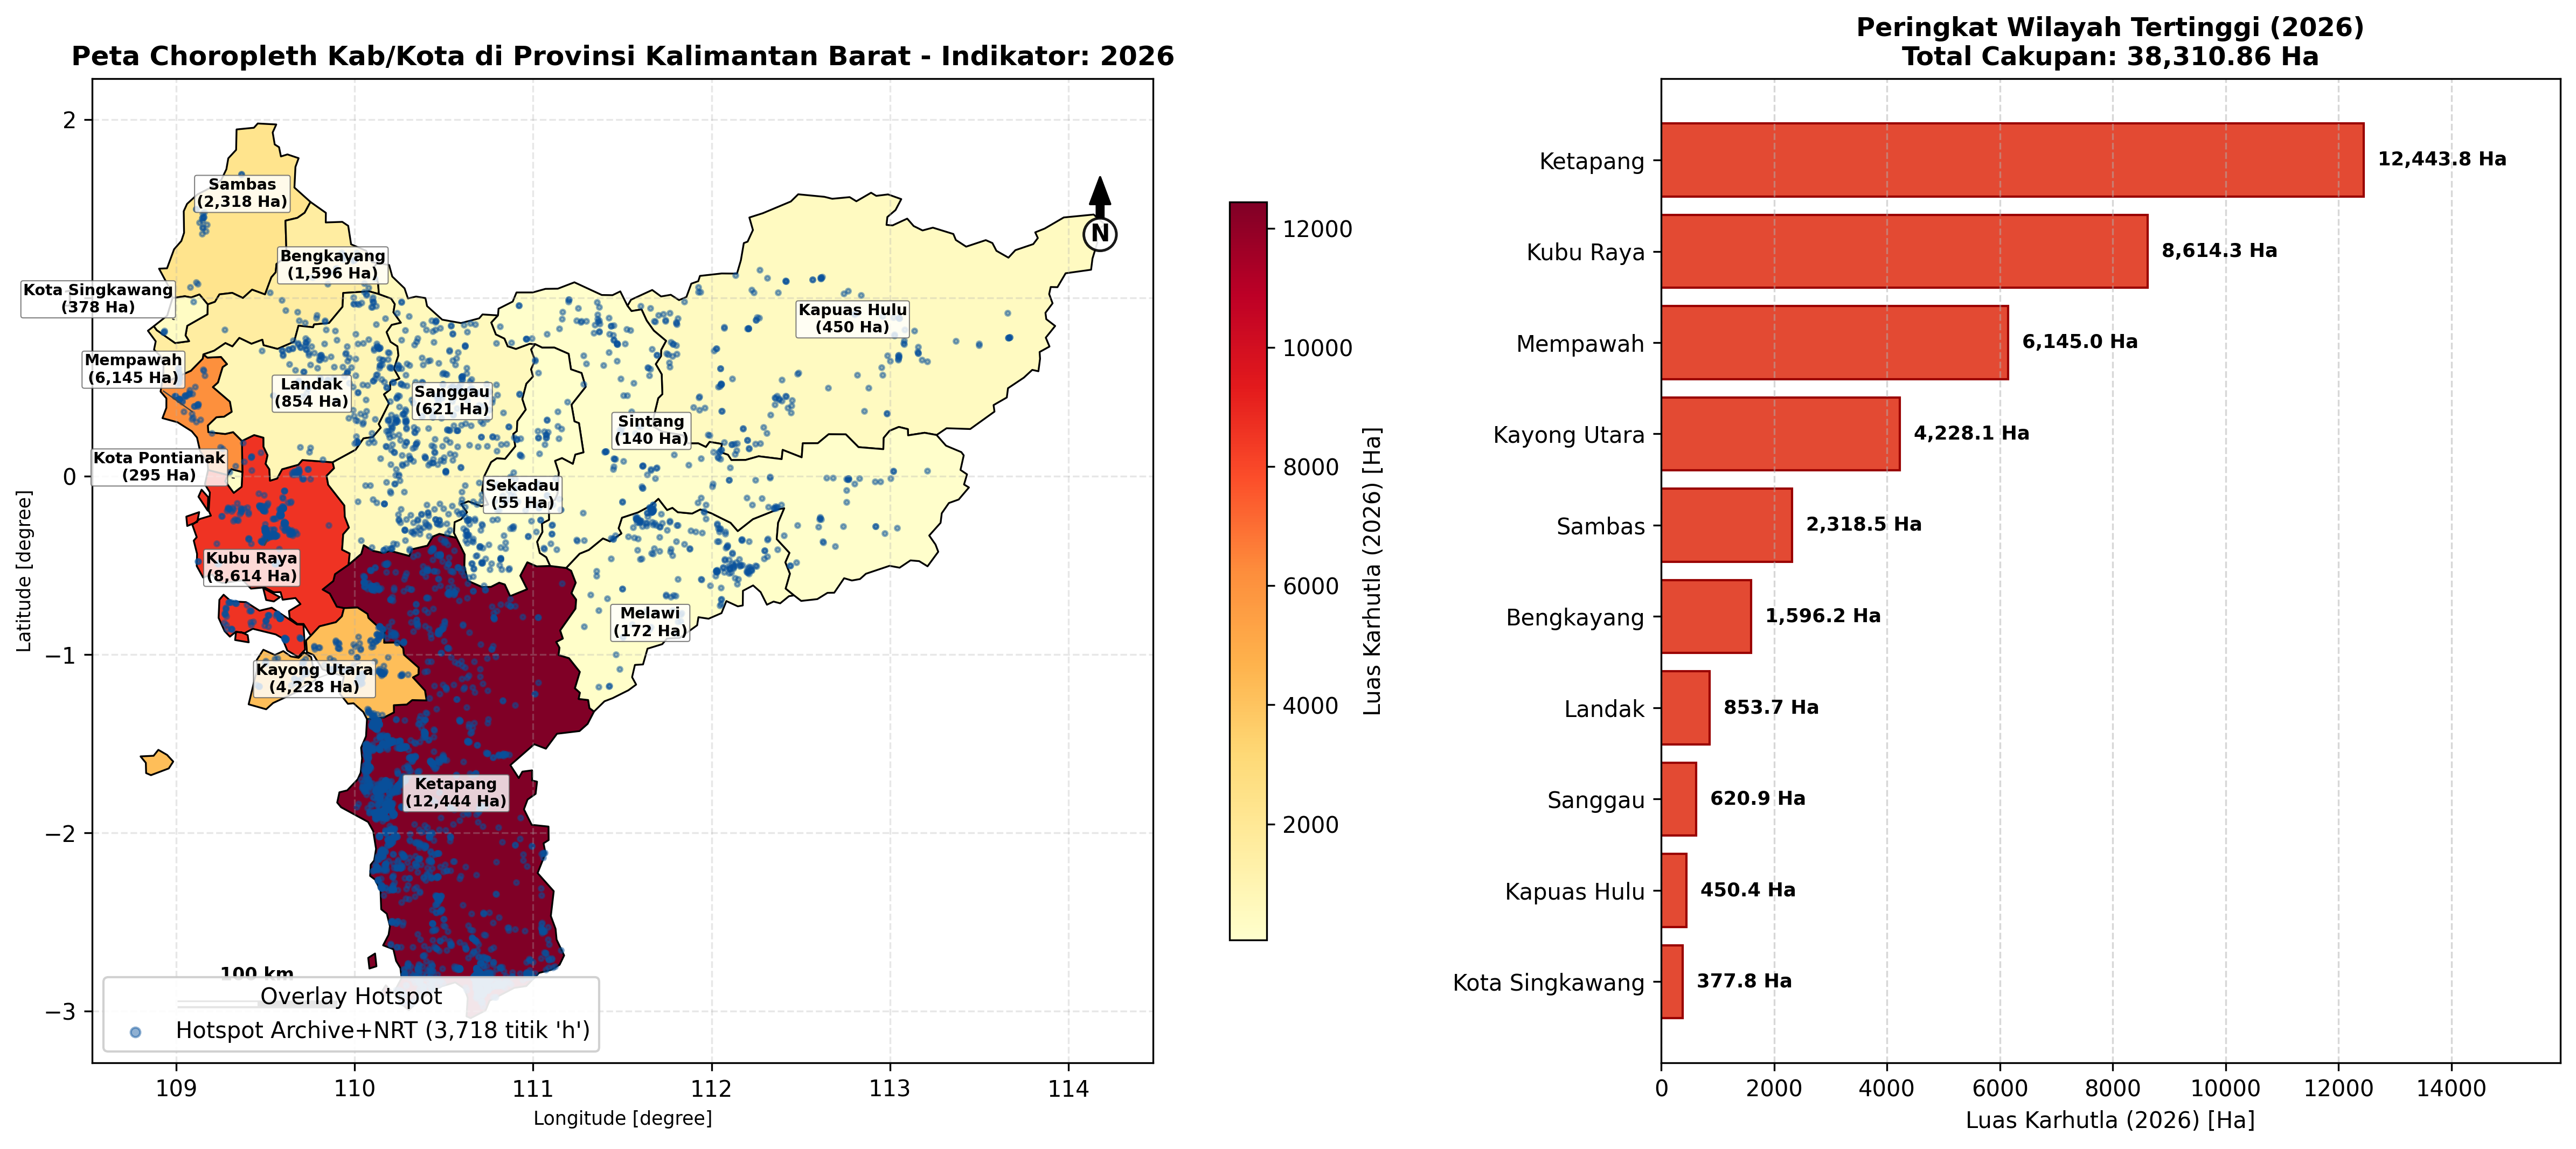 Peta Choropleth Kab/Kota di Provinsi Kalimantan Barat - Indikator: 2026
2
0
−1
−2
−3
Latitude [degree]
109
110
111
112
113
114
Longitude [degree]
Sambas
(2,318 Ha)
Bengkayang
(1,596 Ha)
Kota Singkawang
(378 Ha)
Mempawah
(6,145 Ha)
Landak
(854 Ha)
Sanggau
(621 Ha)
Kapuas Hulu
(450 Ha)
Sintang
(140 Ha)
Kota Pontianak
(295 Ha)
Sekadau
(55 Ha)
Kubu Raya
(8,614 Ha)
Melawi
(172 Ha)
Kayong Utara
(4,228 Ha)
Ketapang
(12,444 Ha)
N
100 km
Overlay Hotspot
Hotspot Archive+NRT (3,718 titik 'h')
12000
10000
8000
6000
4000
2000
Luas Karhutla (2026) [Ha]
Peringkat Wilayah Tertinggi (2026)
Total Cakupan: 38,310.86 Ha
Ketapang 12,443.8 Ha
Kubu Raya 8,614.3 Ha
Mempawah 6,145.0 Ha
Kayong Utara 4,228.1 Ha
Sambas 2,318.5 Ha
Bengkayang 1,596.2 Ha
Landak 853.7 Ha
Sanggau 620.9 Ha
Kapuas Hulu 450.4 Ha
Kota Singkawang 377.8 Ha
0 2000 4000 6000 8000 10000 12000 14000
Luas Karhutla (2026) [Ha]